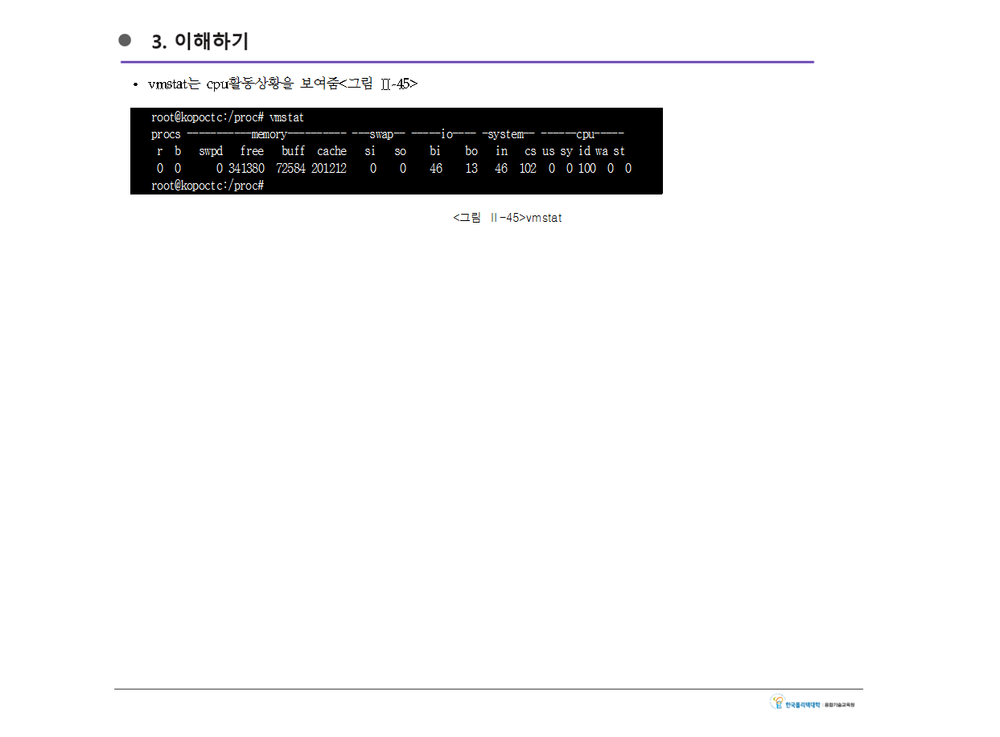 ● 3. 이해하기
• vmstat는 cpu활동상황을 보여줌<그림 Ⅱ-45>
root@kopoctc:/proc# vmstat
procs -----------memory---------- ---swap-- -----io---- -system-- ------cpu-----
 r  b   swpd   free   buff  cache   si   so    bi    bo   in   cs us sy id wa st
 0  0      0 341380  72584 201212    0    0    46    13   46  102  0  0 100  0  0
root@kopoctc:/proc#
<그림 Ⅱ-45>vmstat
한국폴리텍대학 | 융합기술교육원